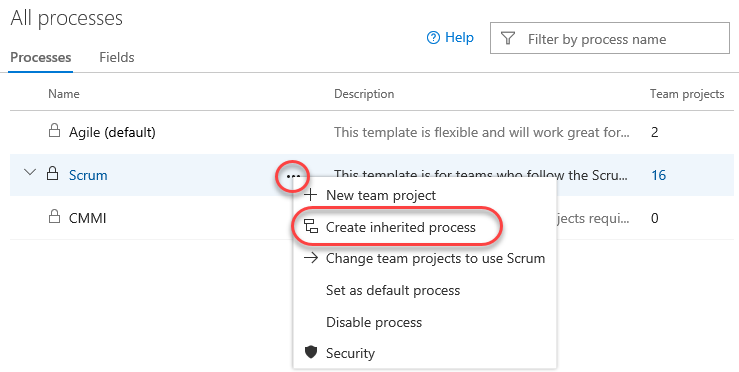 All processes
Help
Filter by process name
Processes Fields
Name Description Team projects
Agile (default) This template is flexible and will work great for... 2
Scrum ... This template is for teams who follow the Scru... 16
CMMI jects requi... 0
New team project
Create inherited process
Change team projects to use Scrum
Set as default process
Disable process
Security